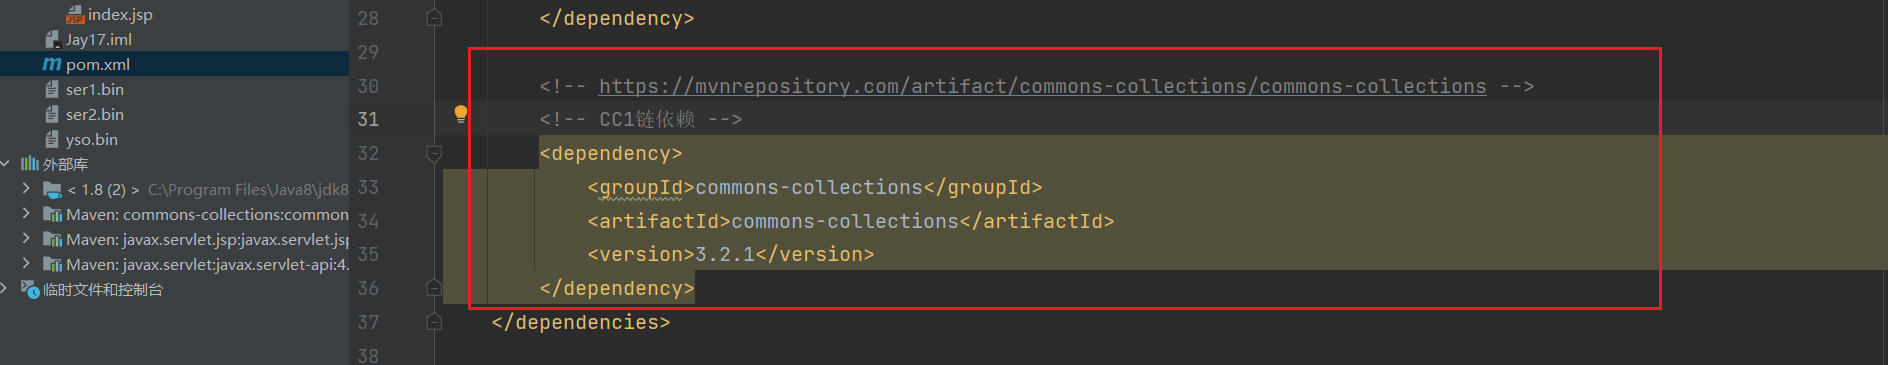 index.jsp
Jay17.iml
pom.xml
ser1.bin
ser2.bin
yso.bin
外部库
< 1.8 (2) > C:\Program Files\Java8\jdk8
Maven: commons-collections:common
Maven: javax.servlet.jsp:javax.servlet.jsp
Maven: javax.servlet:javax.servlet-api:4.
临时文件和控制台
28 </dependency>
29
30 <!-- https://mvnrepository.com/artifact/commons-collections/commons-collections -->
31 <!-- CC1链依赖 -->
32 <dependency>
33 <groupId>commons-collections</groupId>
34 <artifactId>commons-collections</artifactId>
35 <version>3.2.1</version>
36 </dependency>
37 </dependencies>
38